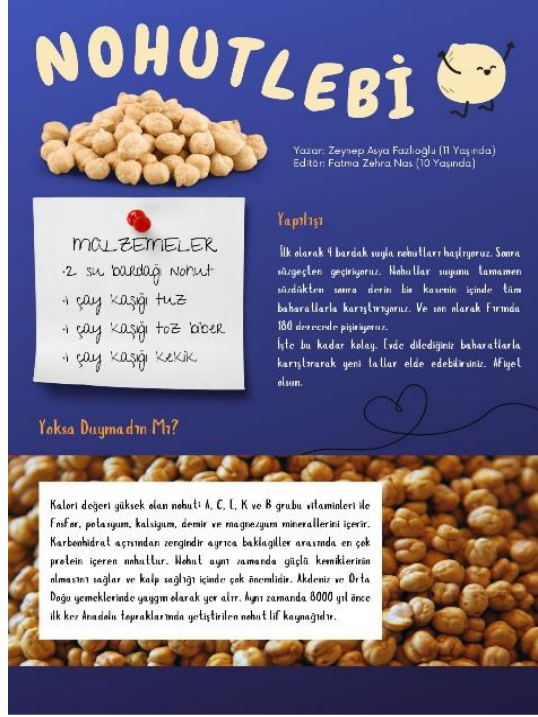 NOHUTLEBİ
Yazar: Zeynep Asya Fazlıoğlu (11 Yaşında)
Editör: Fatma Zehra Nas (10 Yaşında)
MALZEMELER
-2 su bardağı Nohut
-1 çay kaşığı tuz
-1 çay kaşığı toz biber
-1 çay kaşığı kekik
Yapılışı
İlk olarak 4 bardak suyla nohutları haşlıyoruz. Sonra
süzgeçten geçiriyoruz. Nohutlar suyunu tamamen
süzdükten sonra derin bir kasenin içinde tüm
baharatlarla karıştırıyoruz. Ve son olarak fırında
180 derecede pişiriyoruz.
İşte bu kadar kolay. Evde dilediğiniz baharatlarla
karıştırarak yeni tatlar elde edebilirsiniz. Afiyet
olsun.
Yoksa Duymadın Mı?
Kalori değeri yüksek olan nohut; A, C, E, K ve B grubu vitaminleri ile
fosfor, potasyum, kalsiyum, demir ve magnezyum minerallerini içerir.
Karbonhidrat açısından zengindir ayrıca baklagiller arasında en çok
protein içeren nohuttur. Nohut aynı zamanda güçlü kemiklerinin
olmasını sağlar ve kalp sağlığı içinde çok önemlidir. Akdeniz ve Orta
Doğu yemeklerinde yaygın olarak yer alır. Aynı zamanda 8000 yıl önce
ilk kez Anadolu topraklarında yetiştirilen nohut lif kaynağıdır.